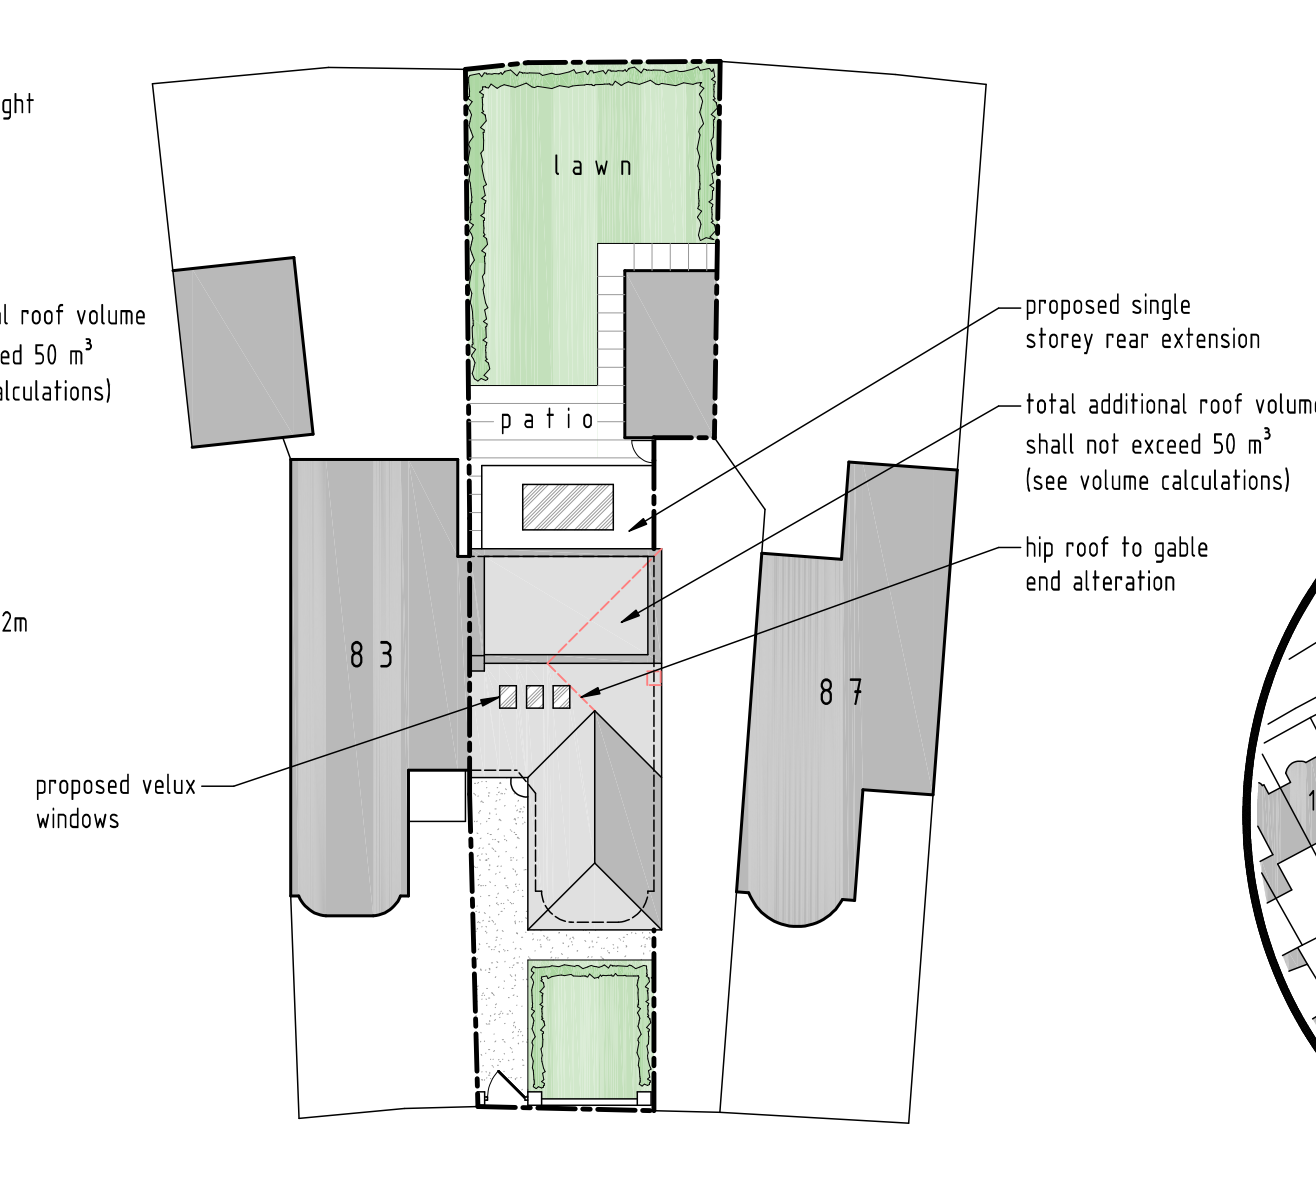 ght
lawn
al roof volume
ed 50 m³
alculations)
proposed single
storey rear extension
total additional roof volume
shall not exceed 50 m³
(see volume calculations)
patio
hip roof to gable
end alteration
2m
83
87
proposed velux
windows
1